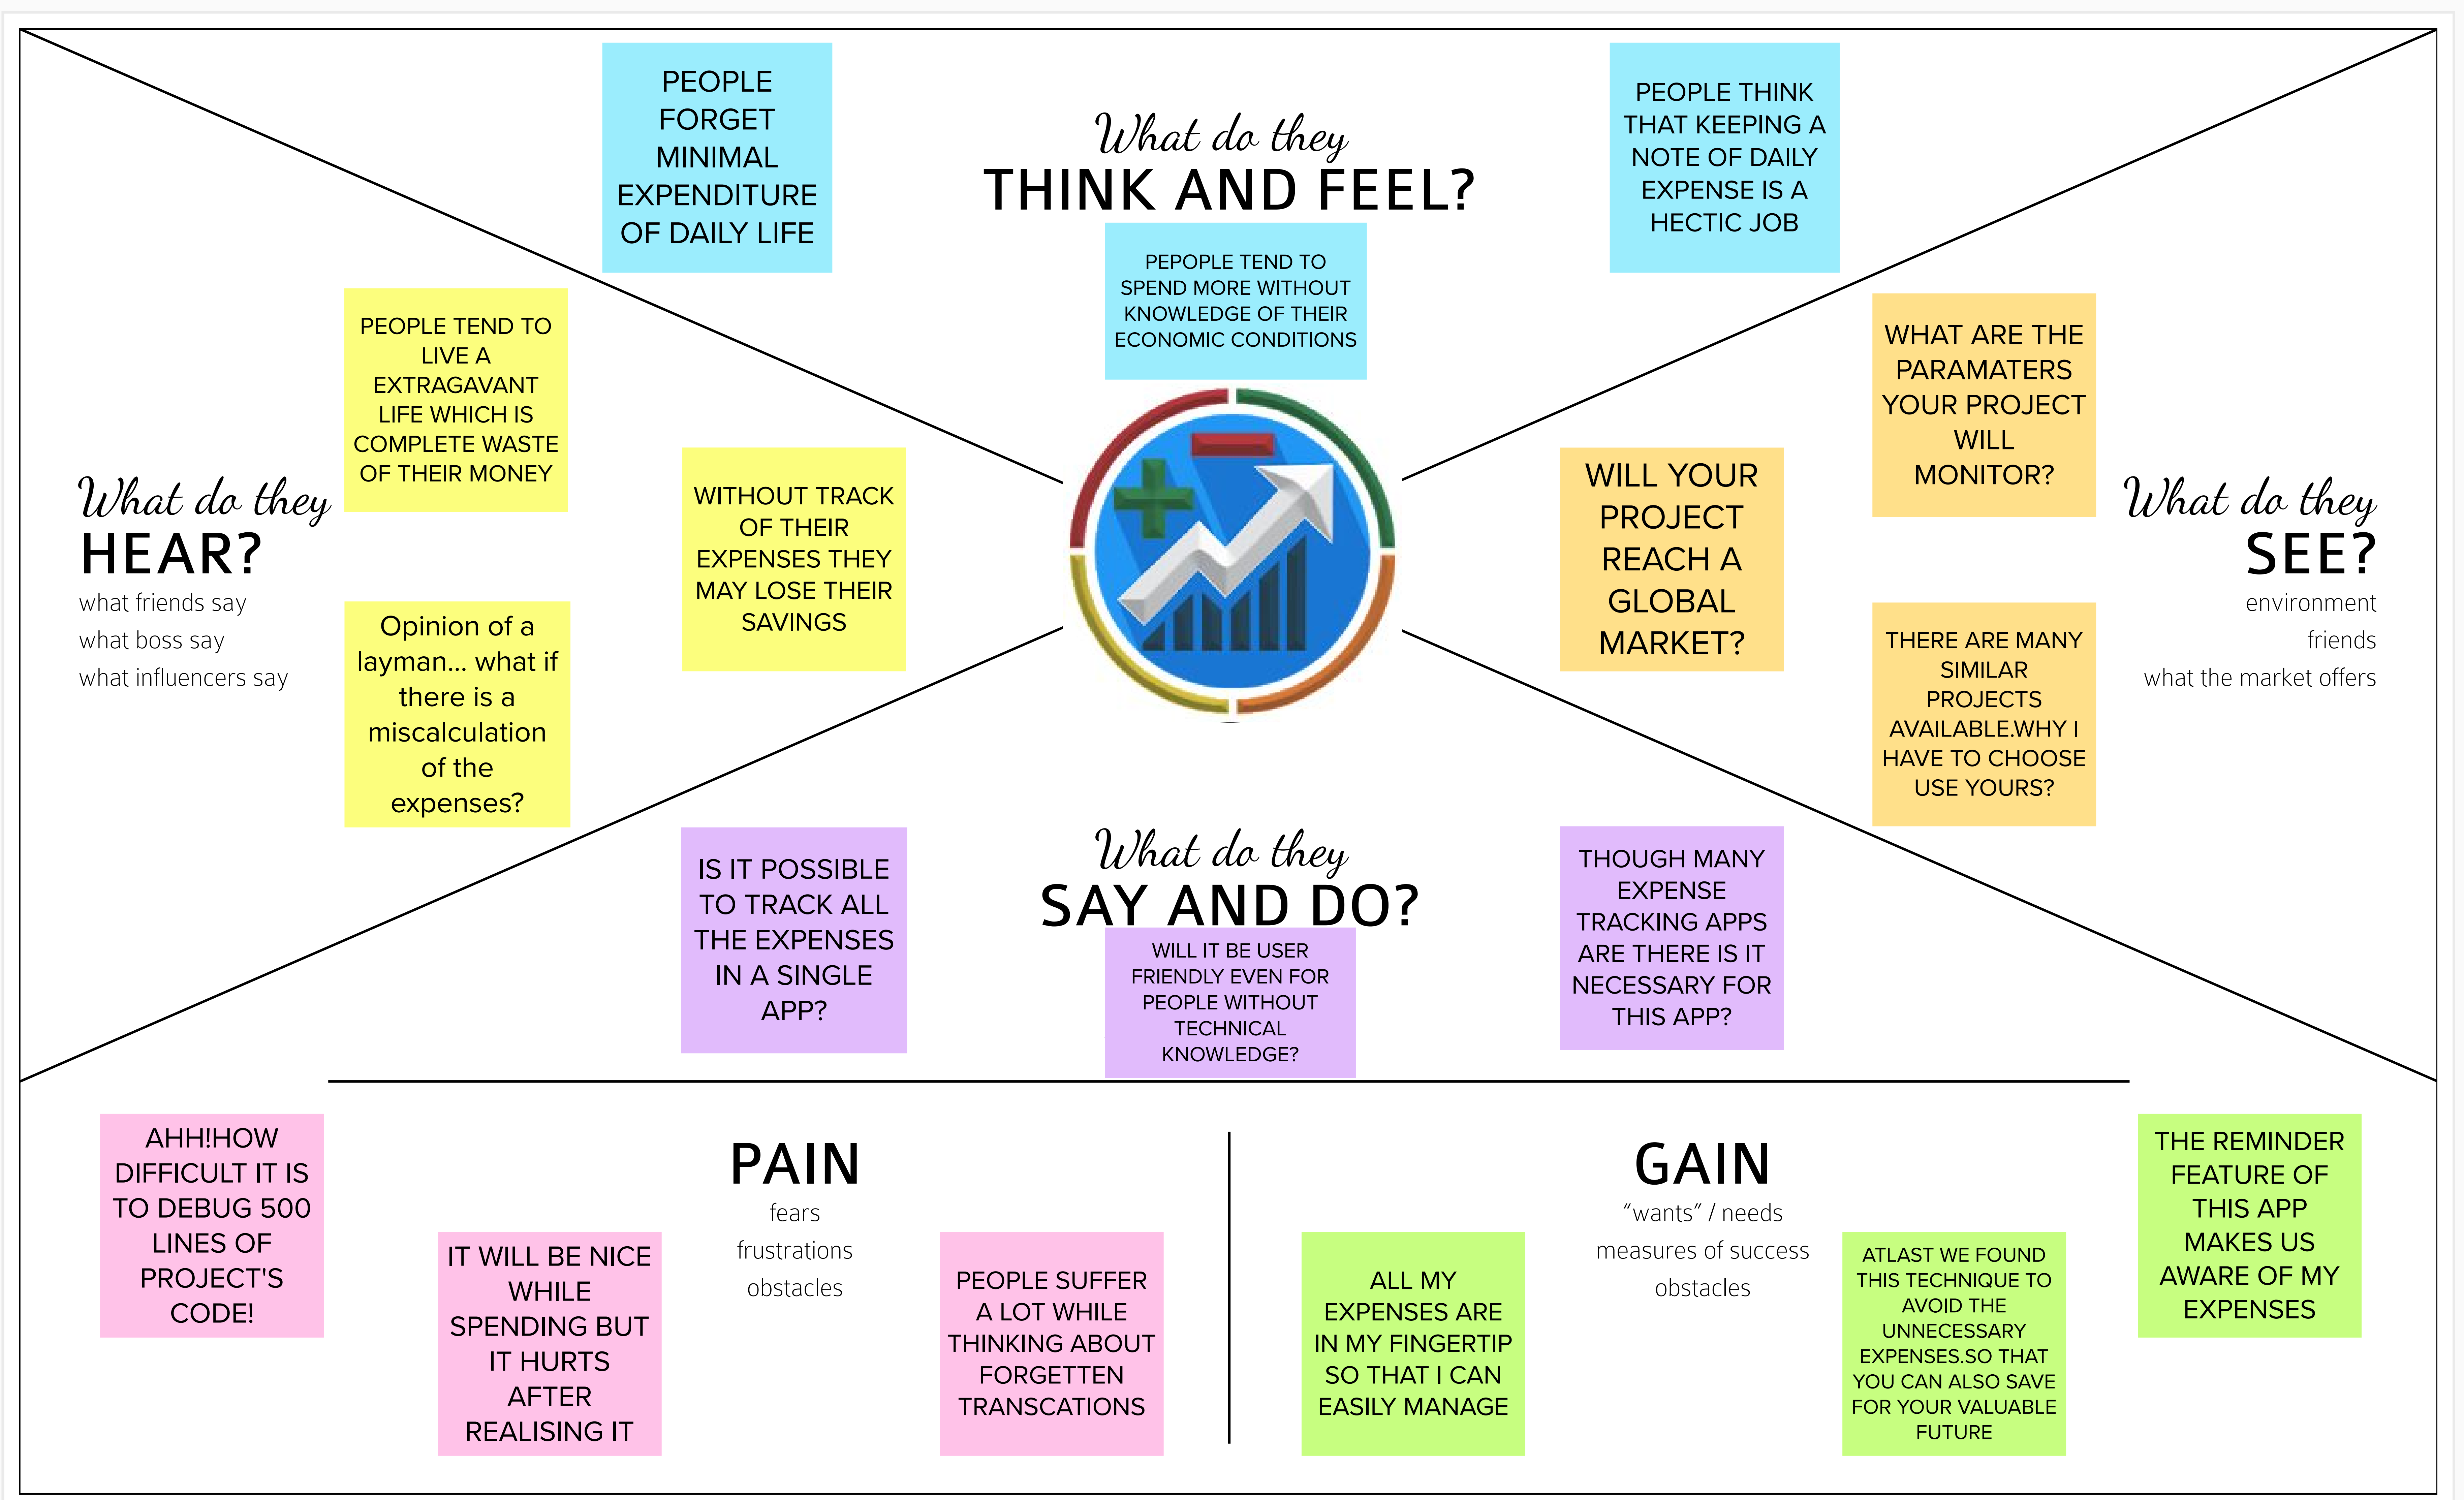 PEOPLE
FORGET
MINIMAL
EXPENDITURE
OF DAILY LIFE
What do they
THINK AND FEEL?
PEPOPLE TEND TO
SPEND MORE WITHOUT
KNOWLEDGE OF THEIR
ECONOMIC CONDITIONS
PEOPLE THINK
THAT KEEPING A
NOTE OF DAILY
EXPENSE IS A
HECTIC JOB
What do they
HEAR?
what friends say
what boss say
what influencers say
PEOPLE TEND TO
LIVE A
EXTRAGAVANT
LIFE WHICH IS
COMPLETE WASTE
OF THEIR MONEY
WITHOUT TRACK
OF THEIR
EXPENSES THEY
MAY LOSE THEIR
SAVINGS
Opinion of a
layman... what if
there is a
miscalculation
of the
expenses?
WILL YOUR
PROJECT
REACH A
GLOBAL
MARKET?
WHAT ARE THE
PARAMATERS
YOUR PROJECT
WILL
MONITOR?
THERE ARE MANY
SIMILAR
PROJECTS
AVAILABLE.WHY I
HAVE TO CHOOSE
USE YOURS?
What do they
SEE?
environment
friends
what the market offers
IS IT POSSIBLE
TO TRACK ALL
THE EXPENSES
IN A SINGLE
APP?
What do they
SAY AND DO?
WILL IT BE USER
FRIENDLY EVEN FOR
PEOPLE WITHOUT
TECHNICAL
KNOWLEDGE?
THOUGH MANY
EXPENSE
TRACKING APPS
ARE THERE IS IT
NECESSARY FOR
THIS APP?
AHH!HOW
DIFFICULT IT IS
TO DEBUG 500
LINES OF
PROJECT'S
CODE!
IT WILL BE NICE
WHILE
SPENDING BUT
IT HURTS
AFTER
REALISING IT
PAIN
fears
frustrations
obstacles
PEOPLE SUFFER
A LOT WHILE
THINKING ABOUT
FORGETTEN
TRANSCATIONS
ALL MY
EXPENSES ARE
IN MY FINGERTIP
SO THAT I CAN
EASILY MANAGE
GAIN
“wants” / needs
measures of success
obstacles
ATLAST WE FOUND
THIS TECHNIQUE TO
AVOID THE
UNNECESSARY
EXPENSES.SO THAT
YOU CAN ALSO SAVE
FOR YOUR VALUABLE
FUTURE
THE REMINDER
FEATURE OF
THIS APP
MAKES US
AWARE OF MY
EXPENSES